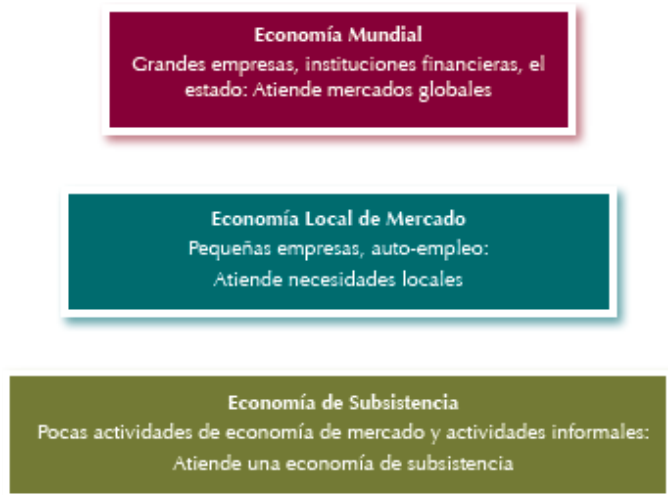 Economía Mundial
Grandes empresas, instituciones financieras, el
estado: Atiende mercados globales
Economía Local de Mercado
Pequeñas empresas, auto-empleo:
Atiende necesidades locales
Economía de Subsistencia
Pocas actividades de economía de mercado y actividades informales:
Atiende una economía de subsistencia